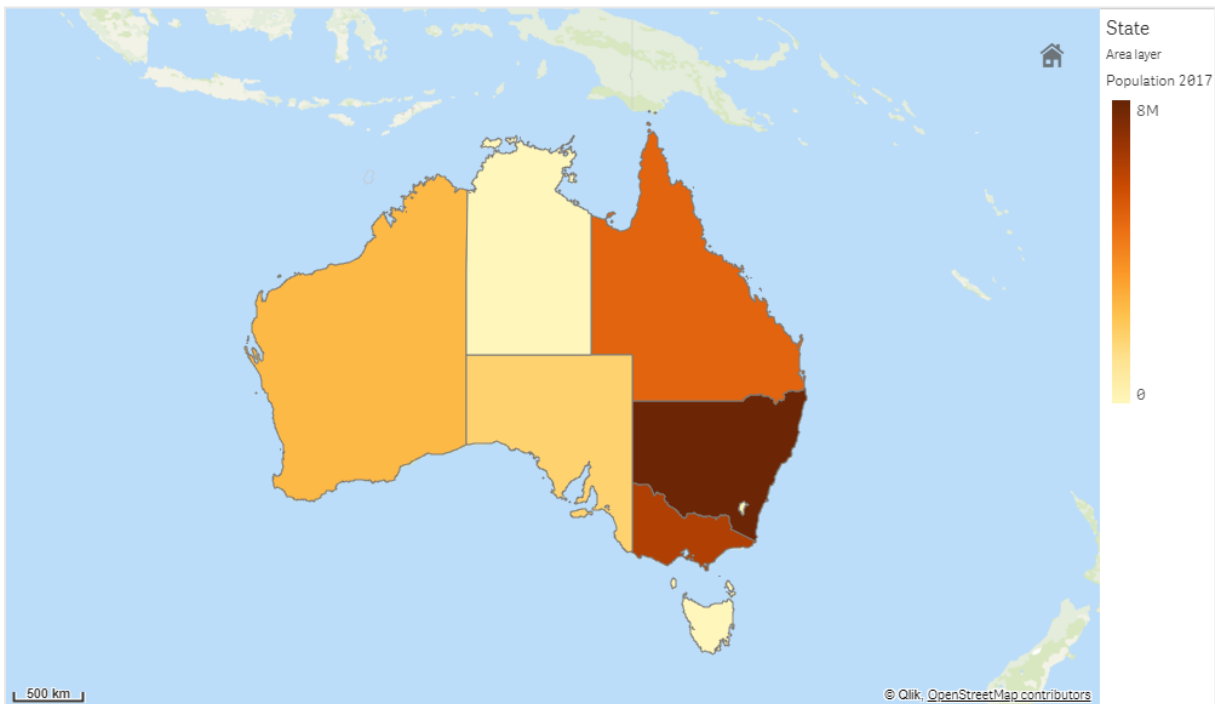 State
Area layer
Population 2017
8M
0
500 km
© Qlik, OpenStreetMap contributors